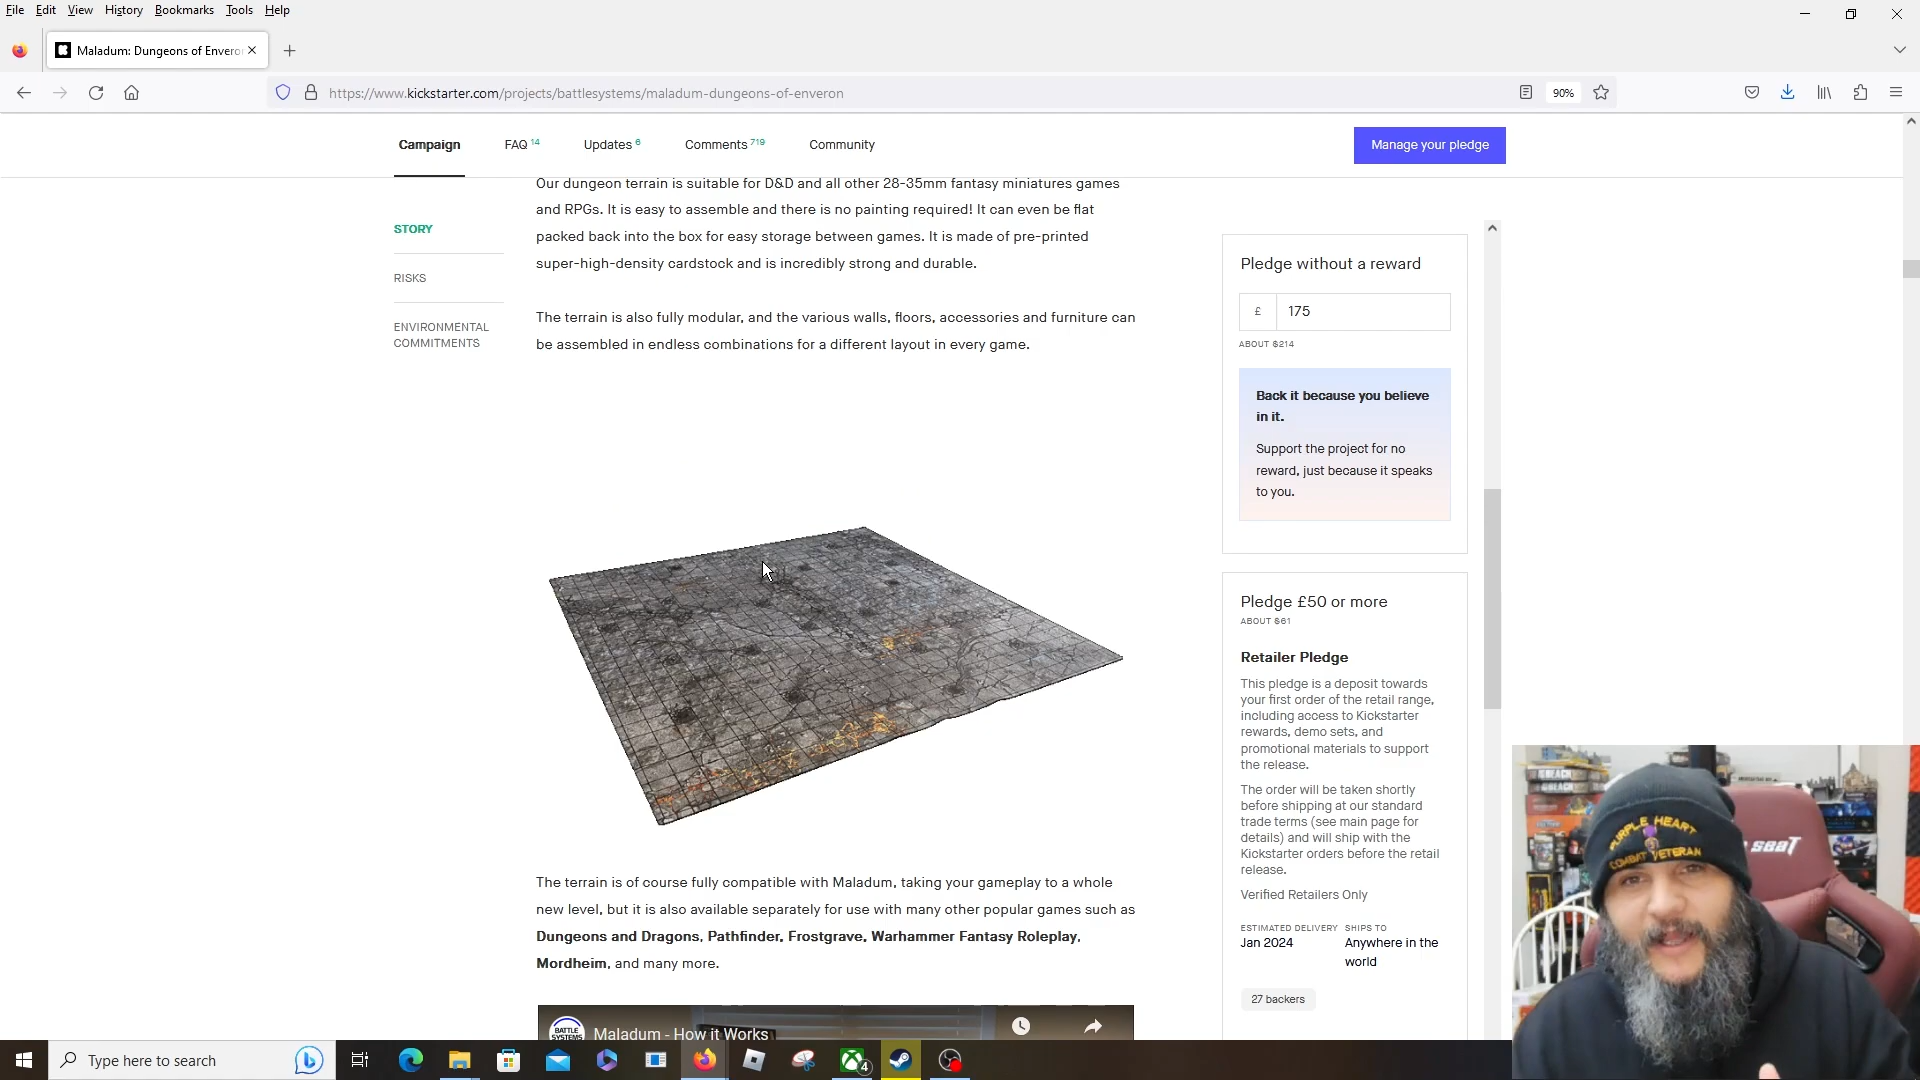 File Edit View History Bookmarks Tools Help
Maladum: Dungeons of Envero
https://www.kickstarter.com/projects/battlesystems/maladum-dungeons-of-enveron
90%
Campaign FAQ 14 Updates 6 Comments 719 Community
Manage your pledge
STORY
RISKS
ENVIRONMENTAL
COMMITMENTS
Our dungeon terrain is suitable for D&D and all other 28-35mm fantasy miniatures games
and RPGs. It is easy to assemble and there is no painting required! It can even be flat
packed back into the box for easy storage between games. It is made of pre-printed
super-high-density cardstock and is incredibly strong and durable.
The terrain is also fully modular, and the various walls, floors, accessories and furniture can
be assembled in endless combinations for a different layout in every game.
The terrain is of course fully compatible with Maladum, taking your gameplay to a whole
new level, but it is also available separately for use with many other popular games such as
Dungeons and Dragons, Pathfinder, Frostgrave, Warhammer Fantasy Roleplay,
Mordheim, and many more.
BATTLE
SYSTEMS
Maladum - How it Works
Pledge without a reward
£ 175
ABOUT $214
Back it because you believe
in it.
Support the project for no
reward, just because it speaks
to you.
Pledge £50 or more
ABOUT $61
Retailer Pledge
This pledge is a deposit towards
your first order of the retail range,
including access to Kickstarter
rewards, demo sets, and
promotional materials to support
the release.
The order will be taken shortly
before shipping at our standard
trade terms (see main page for
details) and will ship with the
Kickstarter orders before the retail
release.
Verified Retailers Only
ESTIMATED DELIVERY SHIPS TO
Jan 2024 Anywhere in the
world
27 backers
PURPLE HEART
COMBAT VETERAN
SEAT
Type here to search
4